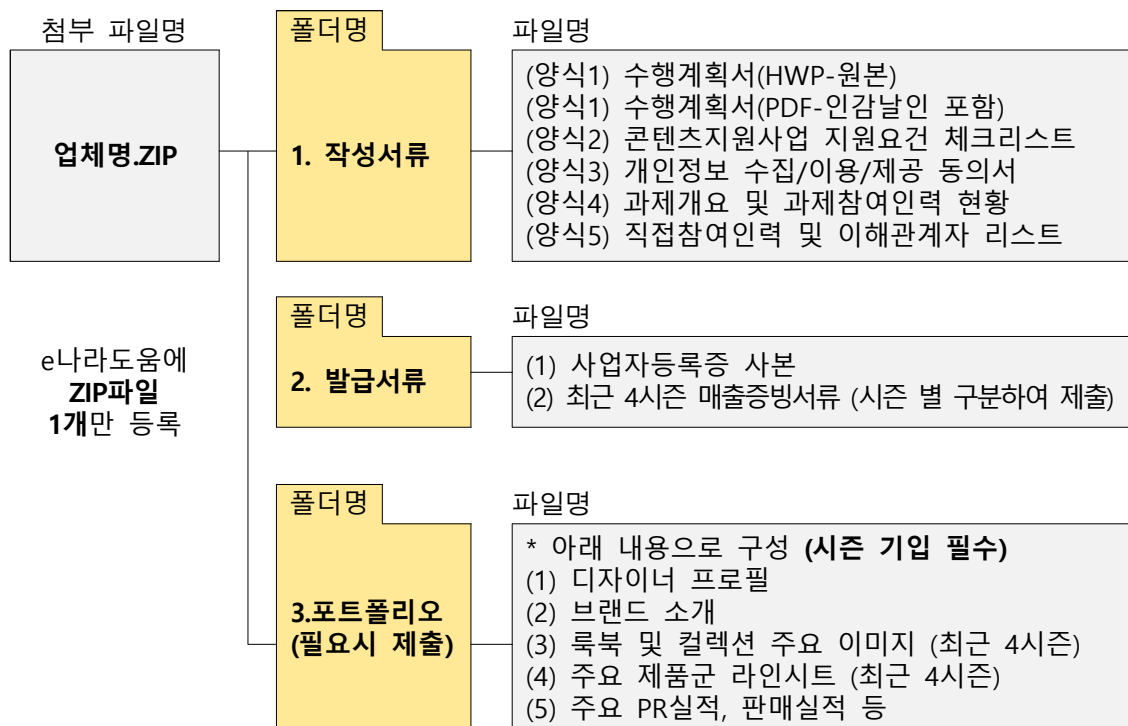 첨부 파일명
업체명.ZIP
e나라도움에
ZIP파일
1개만 등록
폴더명
1. 작성서류
파일명
(양식1) 수행계획서(HWP-원본)
(양식1) 수행계획서(PDF-인감날인 포함)
(양식2) 콘텐츠지원사업 지원요건 체크리스트
(양식3) 개인정보 수집/이용/제공 동의서
(양식4) 과제개요 및 과제참여인력 현황
(양식5) 직접참여인력 및 이해관계자 리스트
폴더명
2. 발급서류
파일명
(1) 사업자등록증 사본
(2) 최근 4시즌 매출증빙서류 (시즌 별 구분하여 제출)
폴더명
3.포트폴리오
(필요시 제출)
파일명
* 아래 내용으로 구성 (시즌 기입 필수)
(1) 디자이너 프로필
(2) 브랜드 소개
(3) 룩북 및 컬렉션 주요 이미지 (최근 4시즌)
(4) 주요 제품군 라인시트 (최근 4시즌)
(5) 주요 PR실적, 판매실적 등